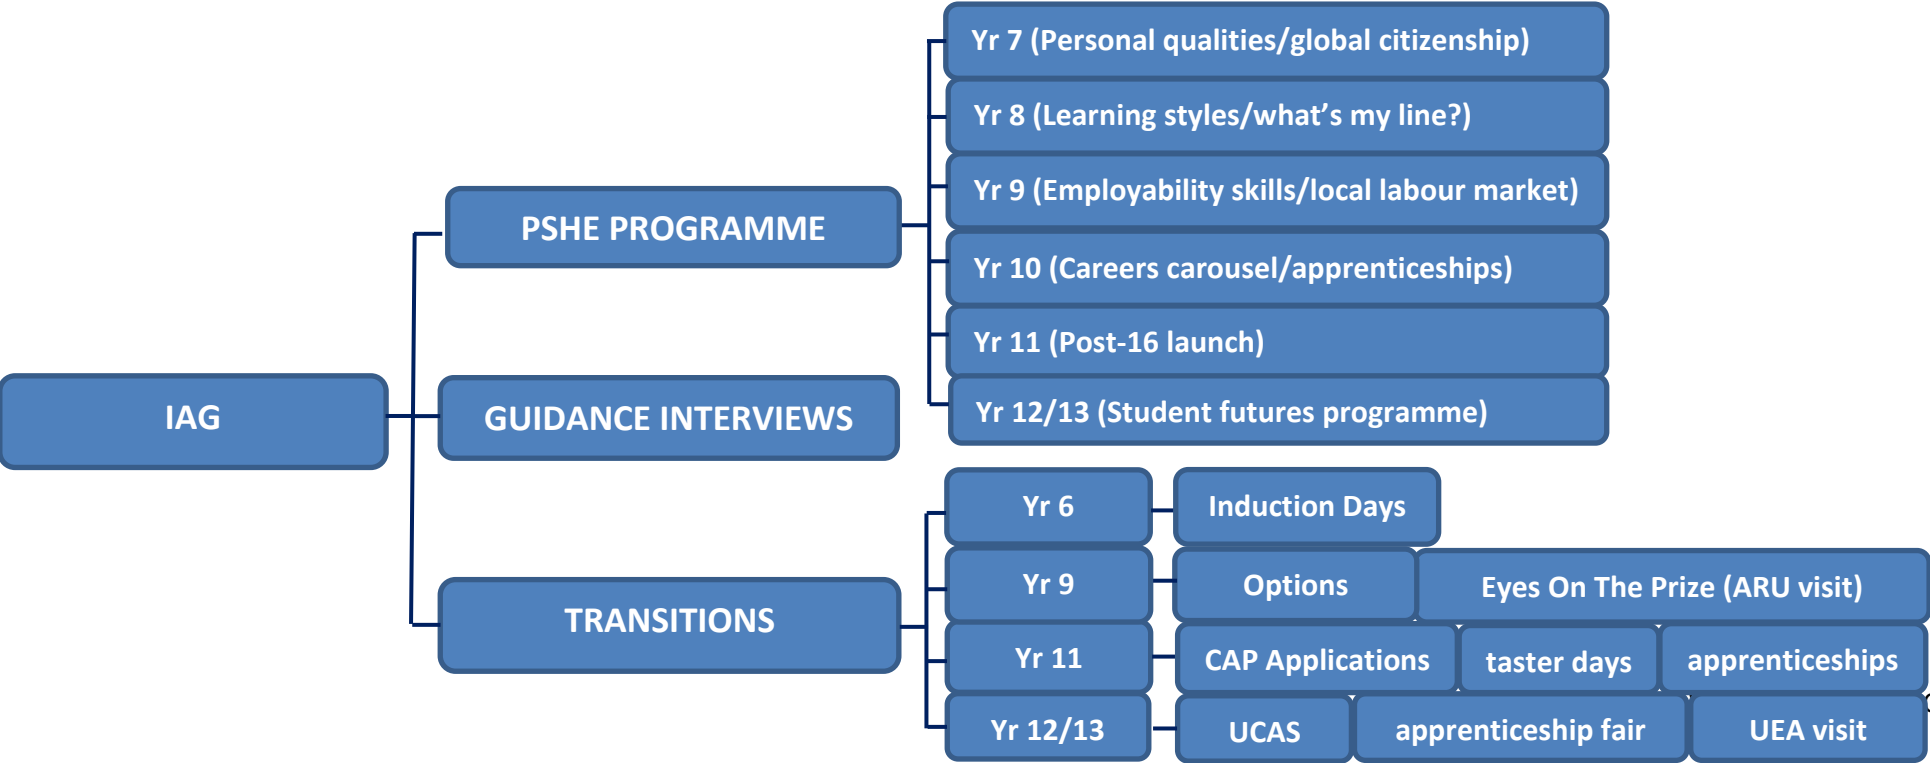 IAG
PSHE PROGRAMME
Yr 7 (Personal qualities/global citizenship)
Yr 8 (Learning styles/what's my line?)
Yr 9 (Employability skills/local labour market)
Yr 10 (Careers carousel/apprenticeships)
Yr 11 (Post-16 launch)
Yr 12/13 (Student futures programme)
GUIDANCE INTERVIEWS
TRANSITIONS
Yr 6
Induction Days
Yr 9
Options
Eyes On The Prize (ARU visit)
Yr 11
CAP Applications
taster days
apprenticeships
Yr 12/13
UCAS
apprenticeship fair
UEA visit